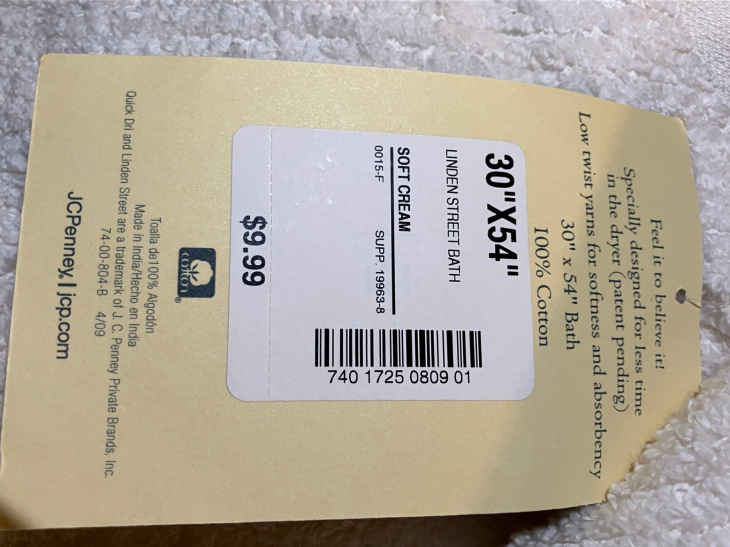 Feel it to believe it!
Specially designed for less time
in the dryer (patent pending)
30" x 54" Bath
Low twist yarns for softness and absorbency
100% Cotton
30"X54"
LINDEN STREET BATH
SOFT CREAM
0015-F SUPP. 19963-8
740 1725 0809 01
$9.99
cotton®
Toalla de100% Algodón
Made in India/Hecho en India
74-00-804-B 4/09
Quick Dri and Linden Street are a trademark of J. C. Penney Private Brands, Inc.
JCPenney. | jcp.com